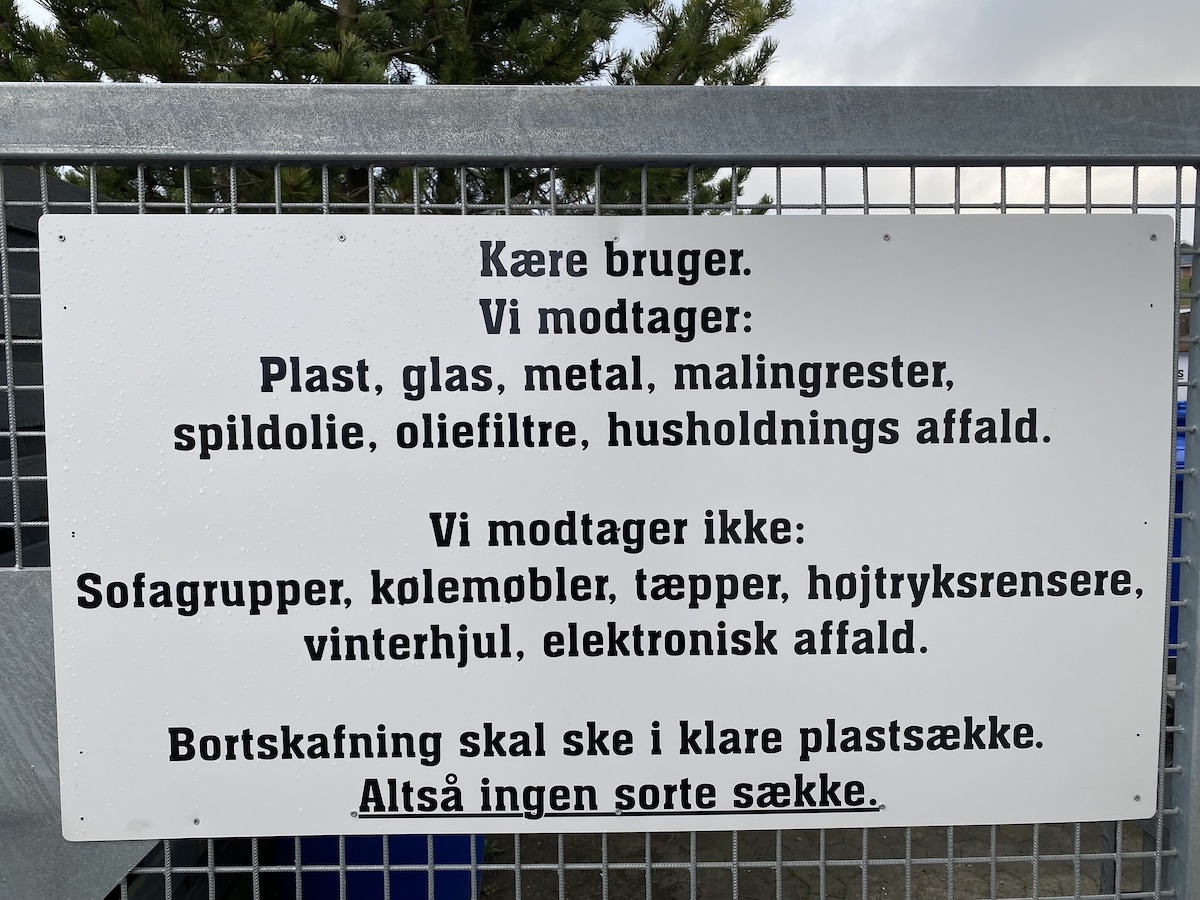 Kære bruger.
Vi modtager:
Plast, glas, metal, malingrester,
spildolie, oliefiltre, husholdnings affald.
Vi modtager ikke:
Sofagrupper, kølemøbler, tæpper, højtryksrensere,
vinterhjul, elektronisk affald.
Bortskafning skal ske i klare plastsække.
Altså ingen sorte sække.